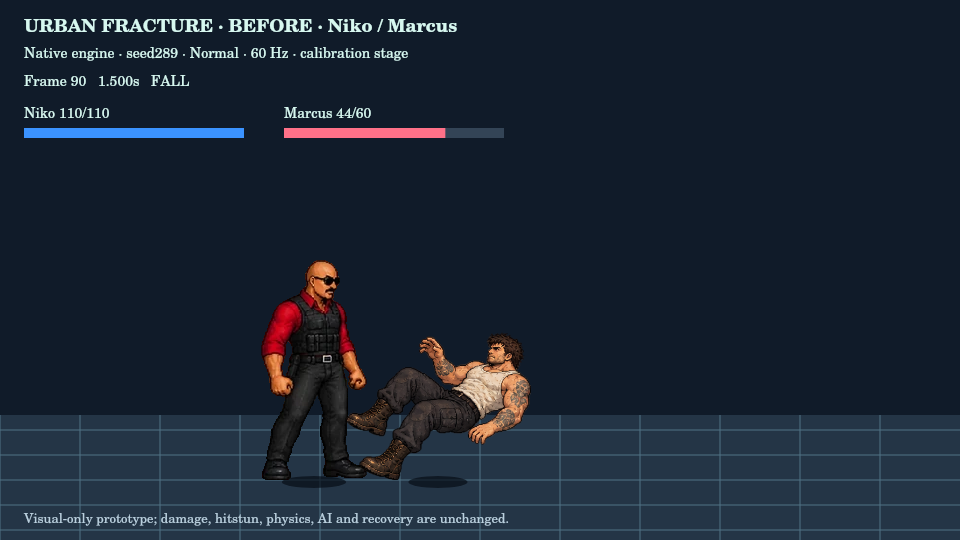 URBAN FRACTURE · BEFORE · Niko / Marcus
Native engine · seed289 · Normal · 60 Hz · calibration stage
Frame 90 1.500s FALL
Niko 110/110 Marcus 44/60
Visual-only prototype; damage, hitstun, physics, AI and recovery are unchanged.